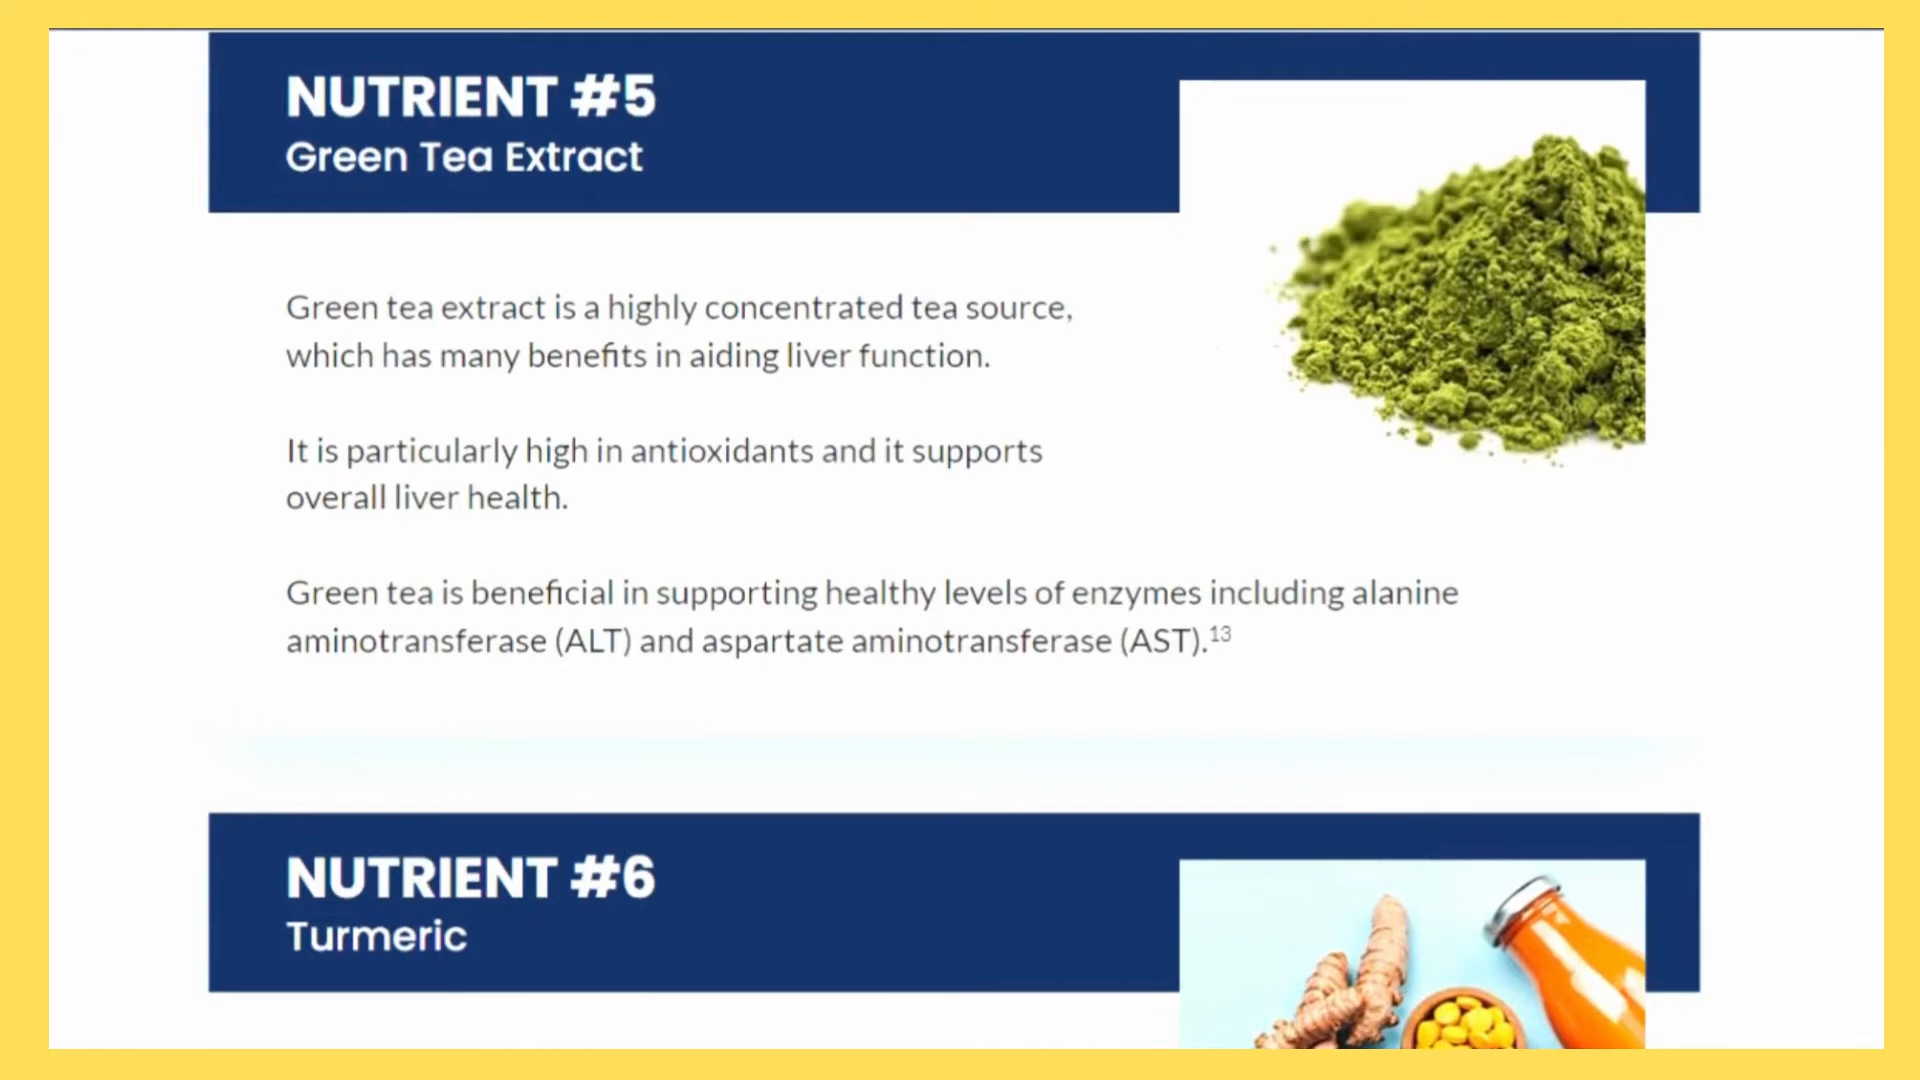 NUTRIENT #5
Green Tea Extract
Green tea extract is a highly concentrated tea source,
which has many benefits in aiding liver function.
It is particularly high in antioxidants and it supports
overall liver health.
Green tea is beneficial in supporting healthy levels of enzymes including alanine
aminotransferase (ALT) and aspartate aminotransferase (AST).¹³
NUTRIENT #6
Turmeric